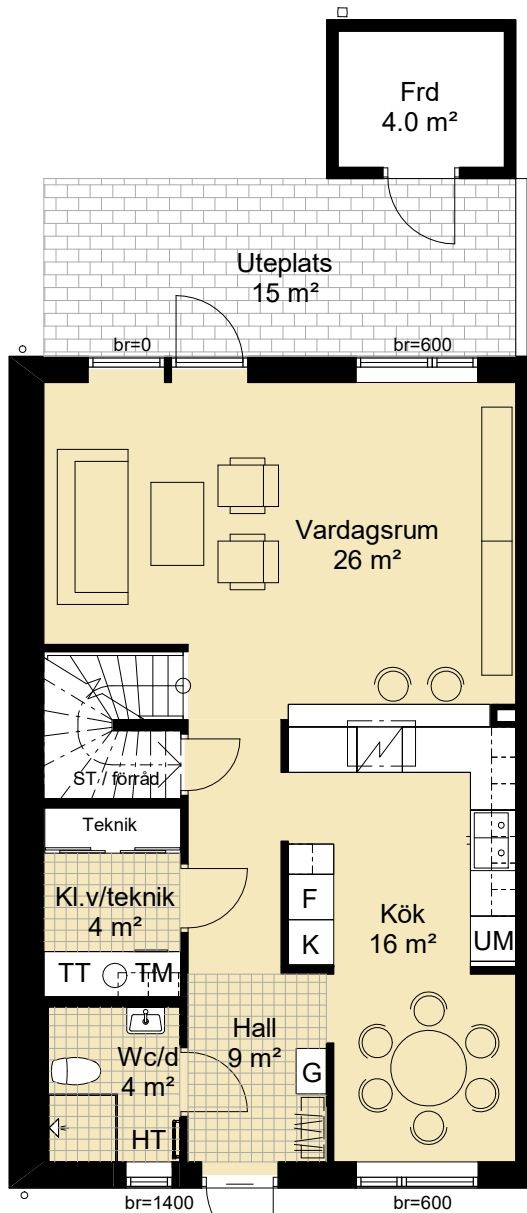 Frd
4.0 m²
Uteplats
15 m²
br=0
br=600
Vardagsrum
26 m²
ST / förråd
Teknik
Kl.v/teknik
4 m²
TT
TM
F
K
Kök
16 m²
UM
Hall
9 m²
G
Wc/d
4 m²
HT
br=1400
br=600